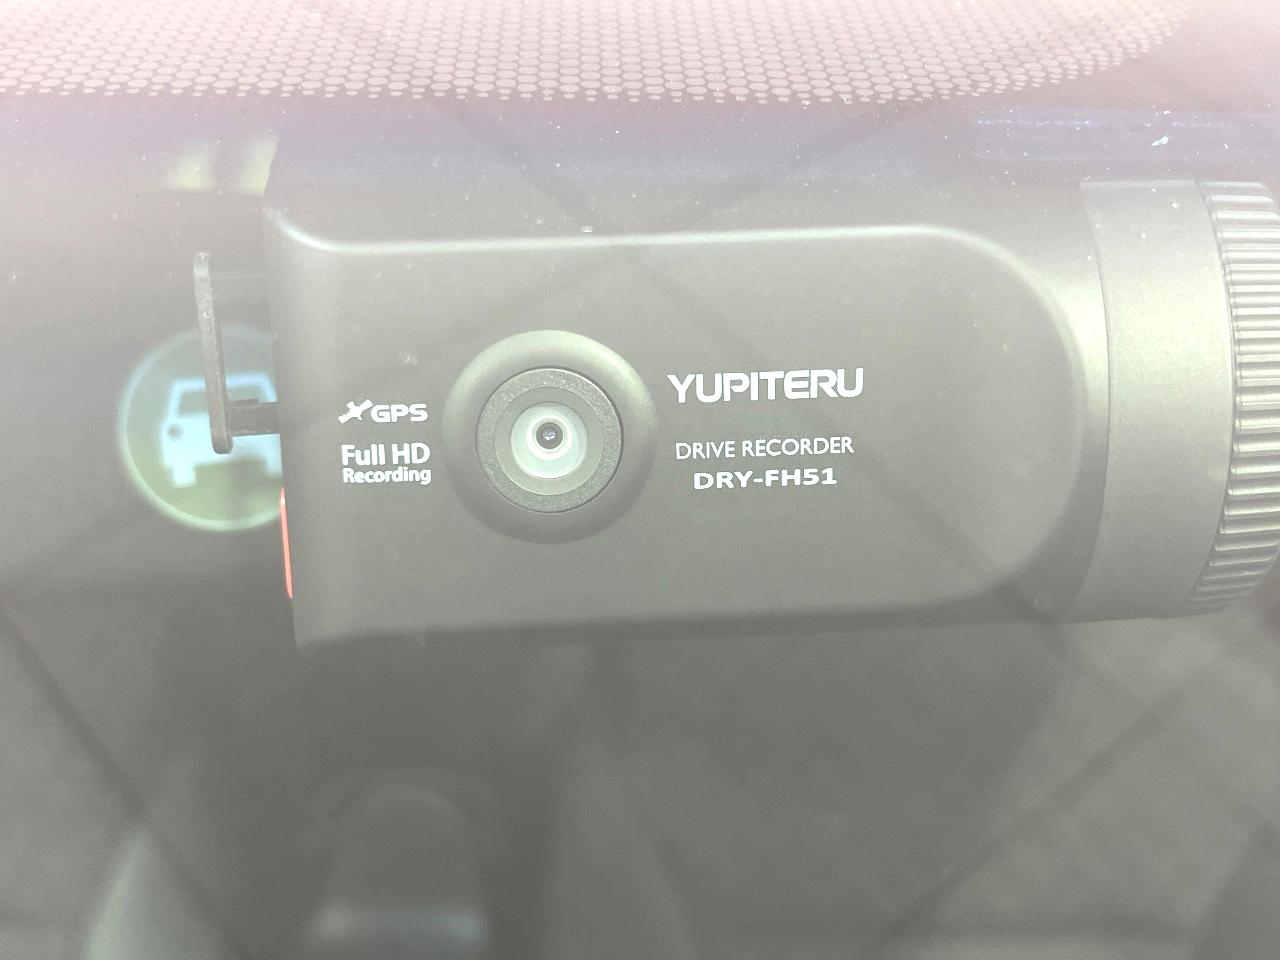 GPS
Full HD
Recording
YUPITERU
DRIVE RECORDER
DRY-FH51